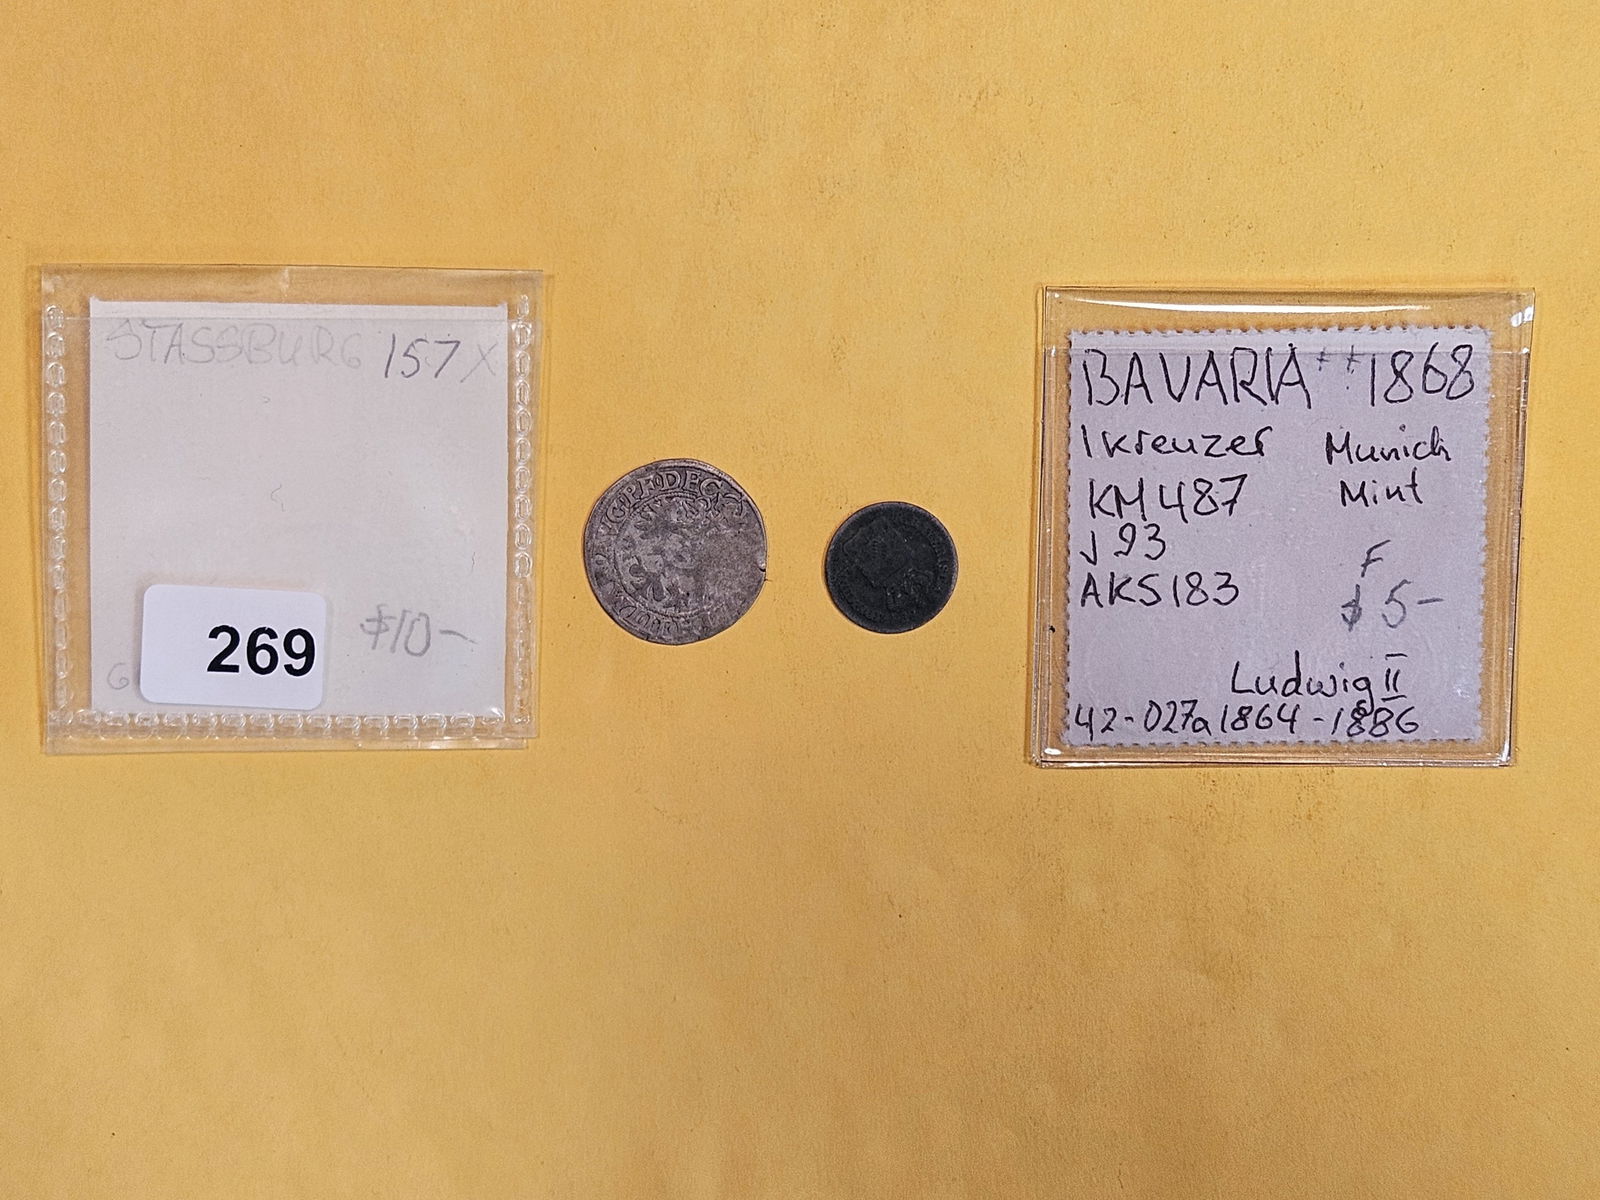 STASSBURG 157X
$10-
G
269
BAVARIA 1868
1 Kreuzer Munich
KM 487 Mint
J 93
AKS 183
F
$ 5-
Ludwig II
42-027a 1864-1886